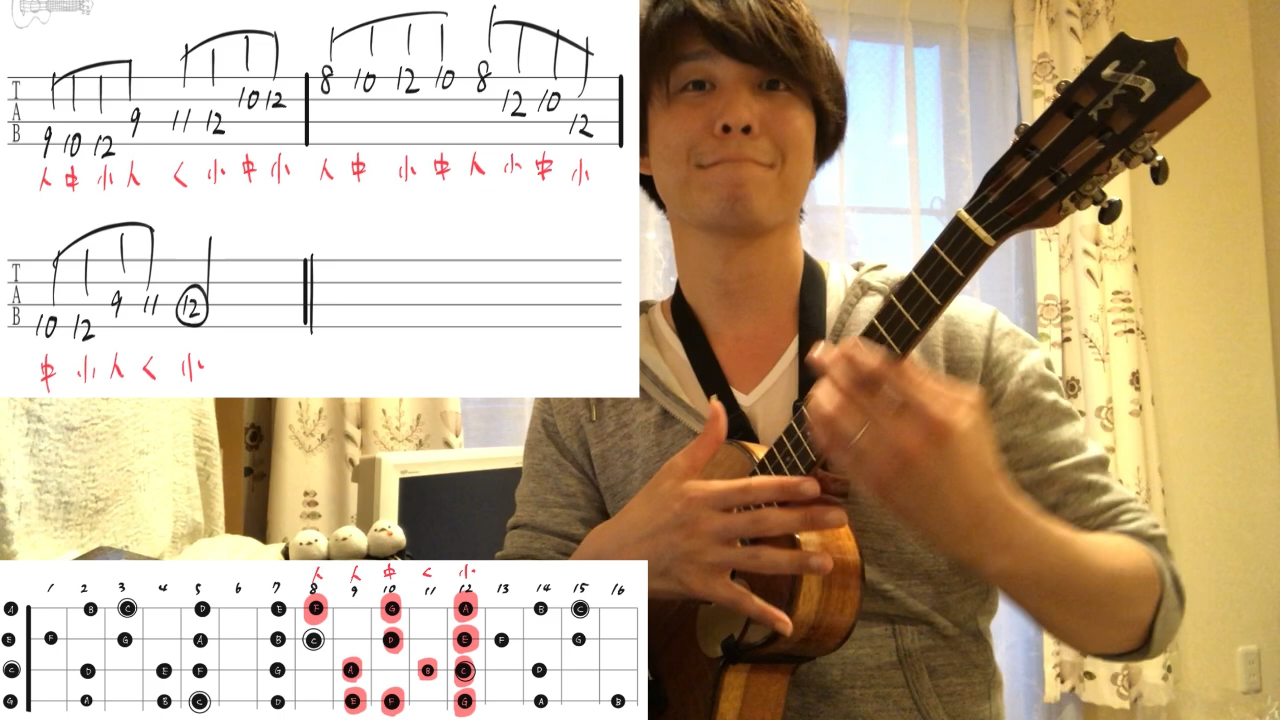 T A B 9 10 12 9 11 12 10 12 8 10 12 10 8 12 10 12
人 中 小 人 く 小 中 小 人 中 小 中 人 小 中 小
T A B 10 12 9 11 12
中 小 人 く 小
人 人 中 く 小
1 2 3 4 5 6 7 8 9 10 11 12 13 14 15 16
A B C D E F G A B C
E F G A B C D E F G
C D E F G A B C D
G A B C D E F G A B